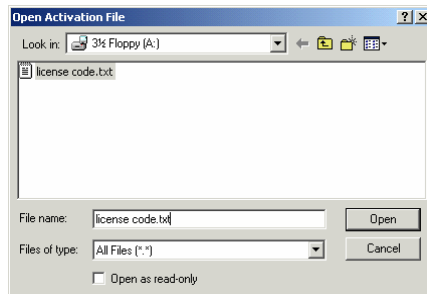 Open Activation File
Look in: 3½ Floppy (A:)
license code.txt
File name: license code.txt Open
Files of type: All Files (*.*) Cancel
Open as read-only